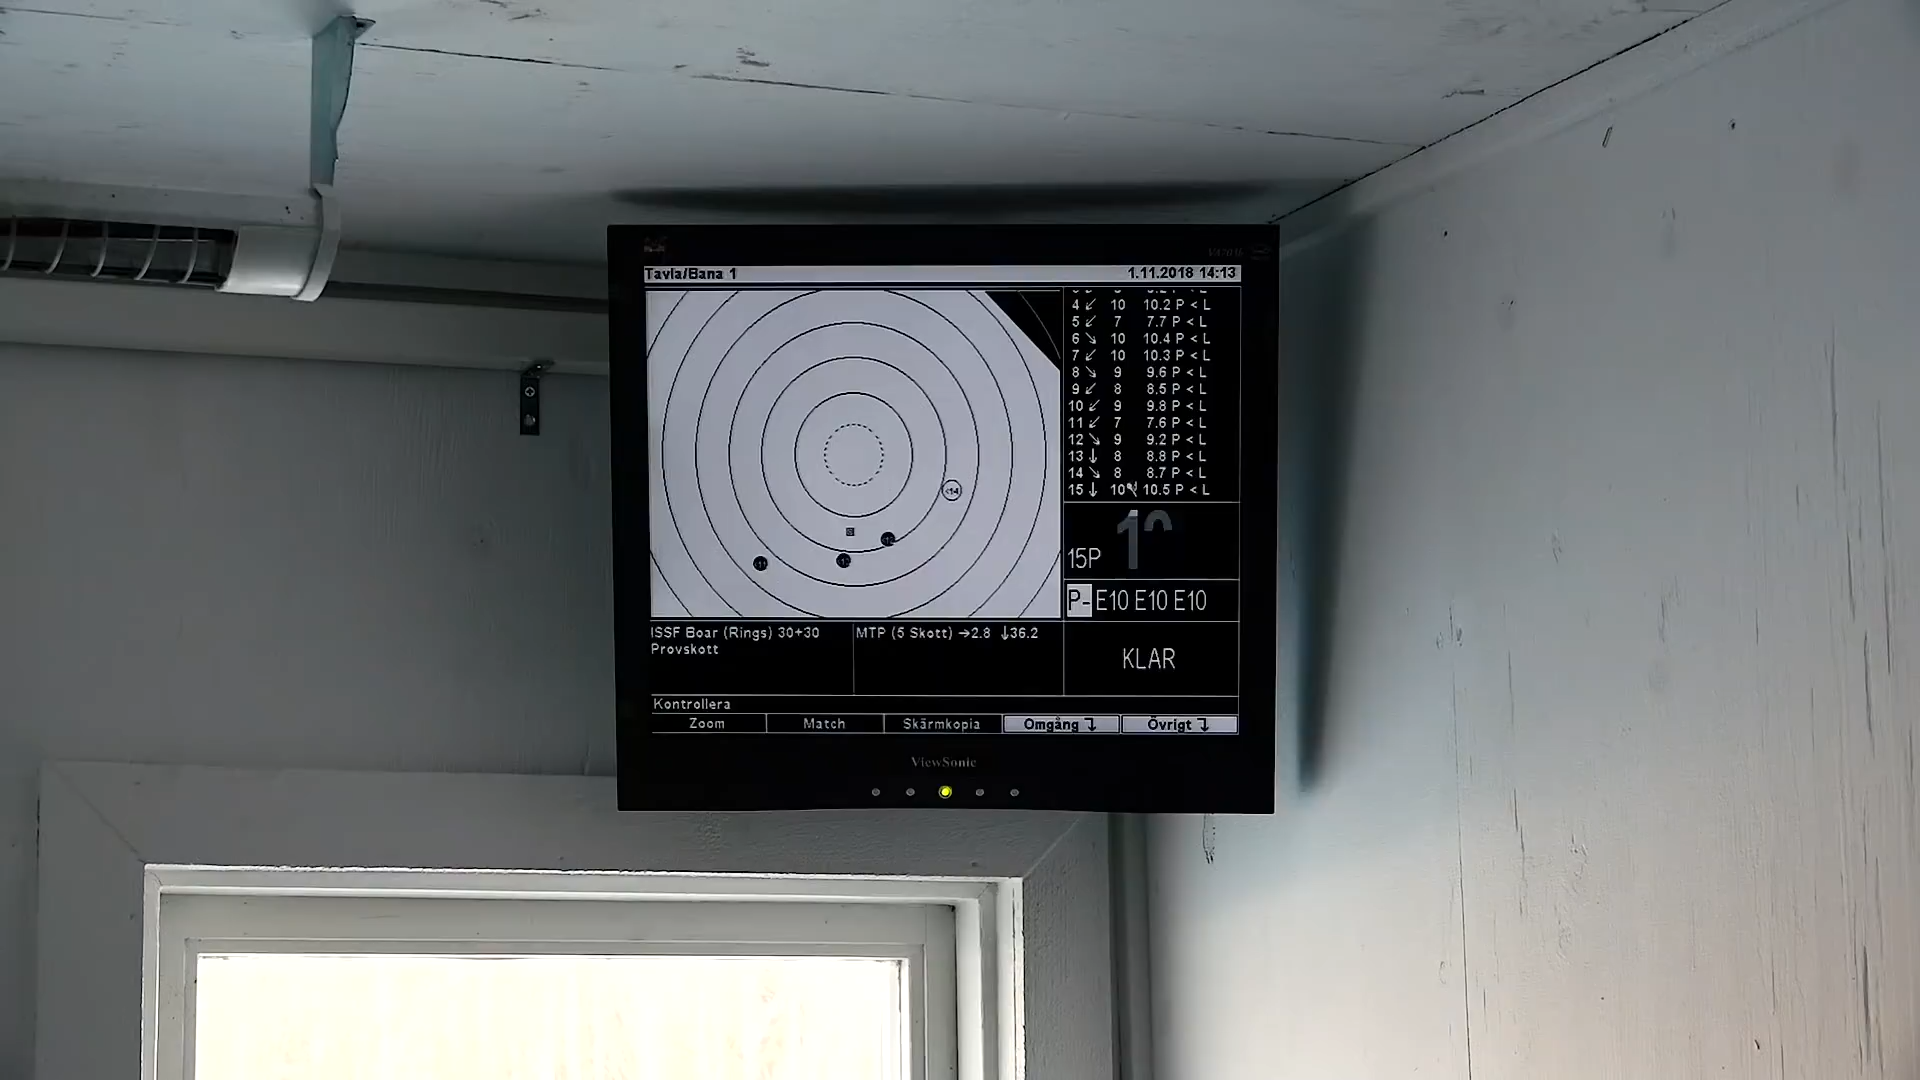 Tavla/Bana 1 1.11.2018 14:13
4 ↙ 10 10.2 P < L
5 ↙ 7 7.7 P < L
6 ↘ 10 10.4 P < L
7 ↙ 10 10.3 P < L
8 ↘ 9 9.6 P < L
9 ↙ 8 8.5 P < L
10 ↙ 9 9.8 P < L
11 ↙ 7 7.6 P < L
12 ↘ 9 9.2 P < L
13 ↓ 8 8.8 P < L
14 ↘ 8 8.7 P < L
15 ↓ 10 10.5 P < L
14
11
15P
P- E10 E10 E10
ISSF Boar (Rings) 30+30
Provskott
MTP (5 Skott) →2.8 ↓36.2
KLAR
Kontrollera
Zoom Match Skärmkopia Omgång Övrigt
ViewSonic